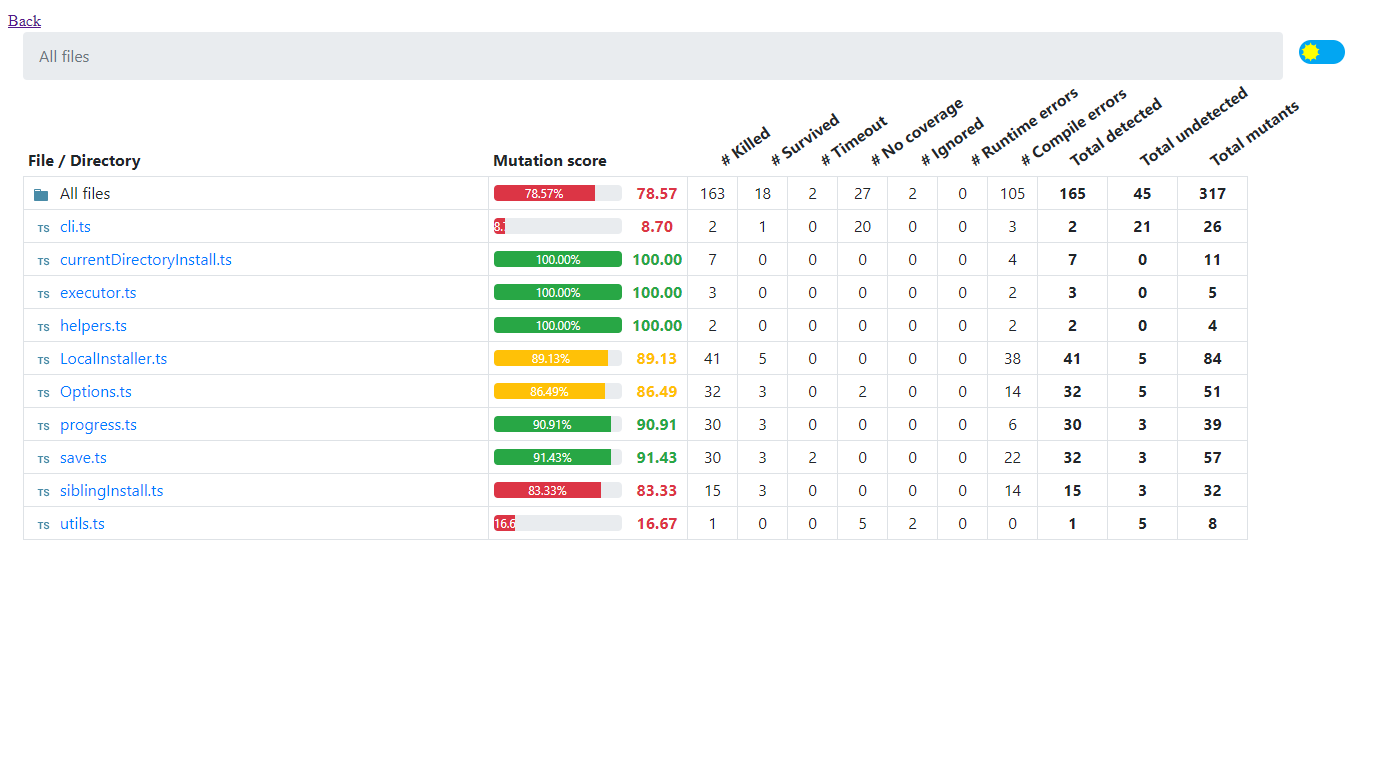 Back
All files
File / Directory Mutation score # Killed # Survived # Timeout # No coverage # Ignored # Runtime errors # Compile errors Total detected Total undetected Total mutants
All files 78.57% 78.57 163 18 2 27 2 0 105 165 45 317
TS cli.ts 8.70 2 1 0 20 0 0 3 2 21 26
TS currentDirectoryInstall.ts 100.00% 100.00 7 0 0 0 0 0 4 7 0 11
TS executor.ts 100.00% 100.00 3 0 0 0 0 0 2 3 0 5
TS helpers.ts 100.00% 100.00 2 0 0 0 0 0 2 2 0 4
TS LocalInstaller.ts 89.13% 89.13 41 5 0 0 0 0 38 41 5 84
TS Options.ts 86.49% 86.49 32 3 0 2 0 0 14 32 5 51
TS progress.ts 90.91% 90.91 30 3 0 0 0 0 6 30 3 39
TS save.ts 91.43% 91.43 30 3 2 0 0 0 22 32 3 57
TS siblingInstall.ts 83.33% 83.33 15 3 0 0 0 0 14 15 3 32
TS utils.ts 16.6 16.67 1 0 0 5 2 0 0 1 5 8